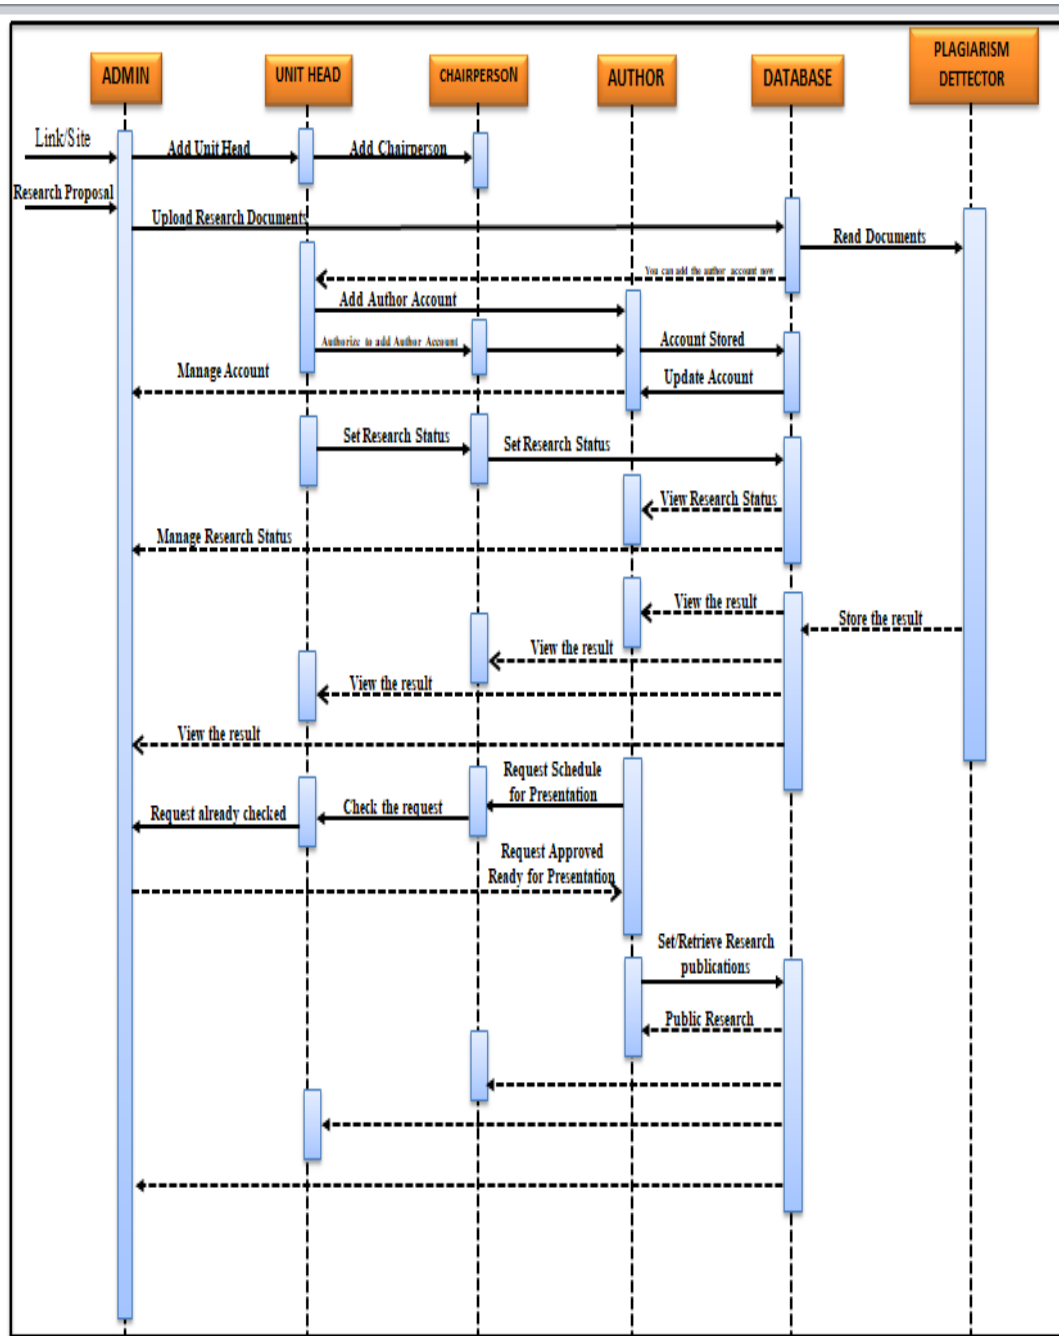 ADMIN
UNIT HEAD
CHAIRPERSON
AUTHOR
DATABASE
PLAGIARISM
DETTECTOR
Link/Site
Add Unit Head
Add Chairperson
Research Proposal
Upload Research Documents
Read Documents
You can add the author account now
Add Author Account
Authorize to add Author Account
Account Stored
Manage Account
Update Account
Set Research Status
Set Research Status
View Research Status
Manage Research Status
View the result
Store the result
View the result
View the result
View the result
Request Schedule
for Presentation
Check the request
Request already checked
Request Approved
Ready for Presentation
Set/Retrieve Research
publications
Public Research